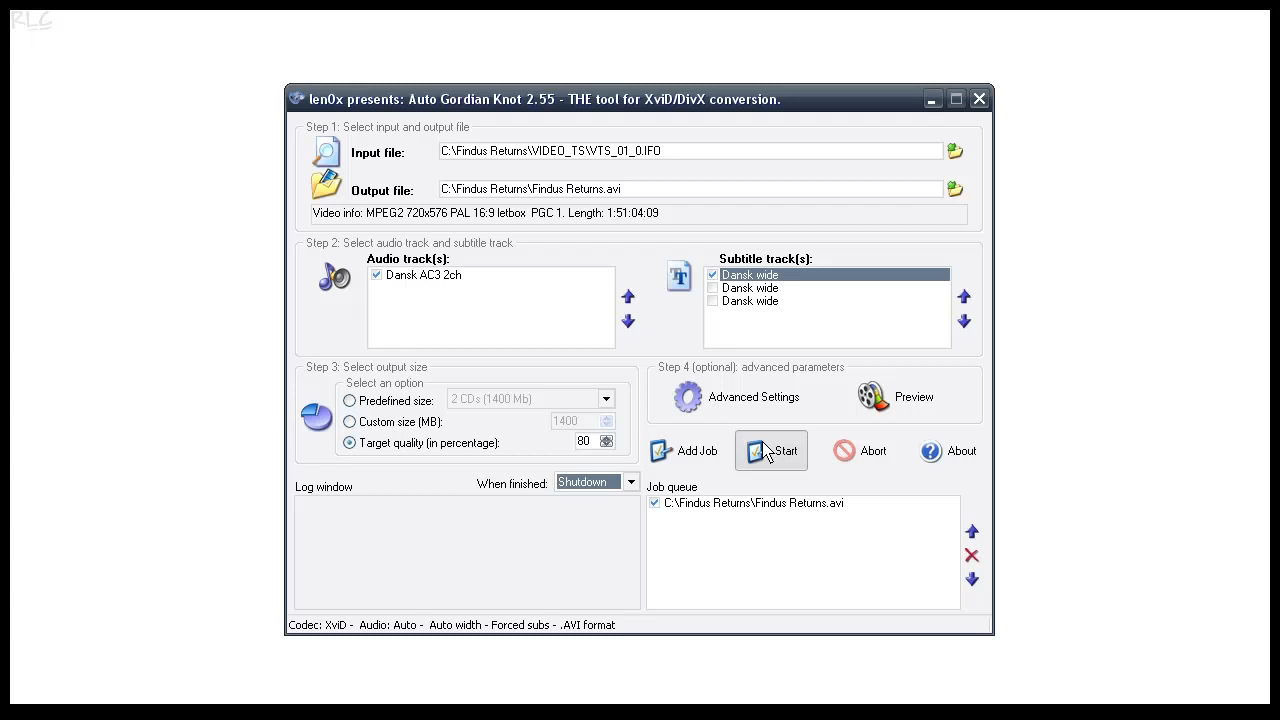 RLC
len0x presents: Auto Gordian Knot 2.55 - THE tool for XviD/DivX conversion.
Step 1: Select input and output file
Input file: C:\Findus Returns\VIDEO_TS\VTS_01_0.IFO
Output file: C:\Findus Returns\Findus Returns.avi
Video info: MPEG2 720x576 PAL 16:9 letbox PGC 1. Length: 1:51:04:09
Step 2: Select audio track and subtitle track
Audio track(s):
Dansk AC3 2ch
Subtitle track(s):
Dansk wide
Dansk wide
Dansk wide
Step 3: Select output size
Select an option
Predefined size: 2 CDs (1400 Mb)
Custom size (MB): 1400
Target quality (in percentage): 80
Step 4 (optional): advanced parameters
Advanced Settings Preview
Add Job Start Abort About
When finished: Shutdown
Log window
Job queue
C:\Findus Returns\Findus Returns.avi
Codec: XviD - Audio: Auto - Auto width - Forced subs - .AVI format